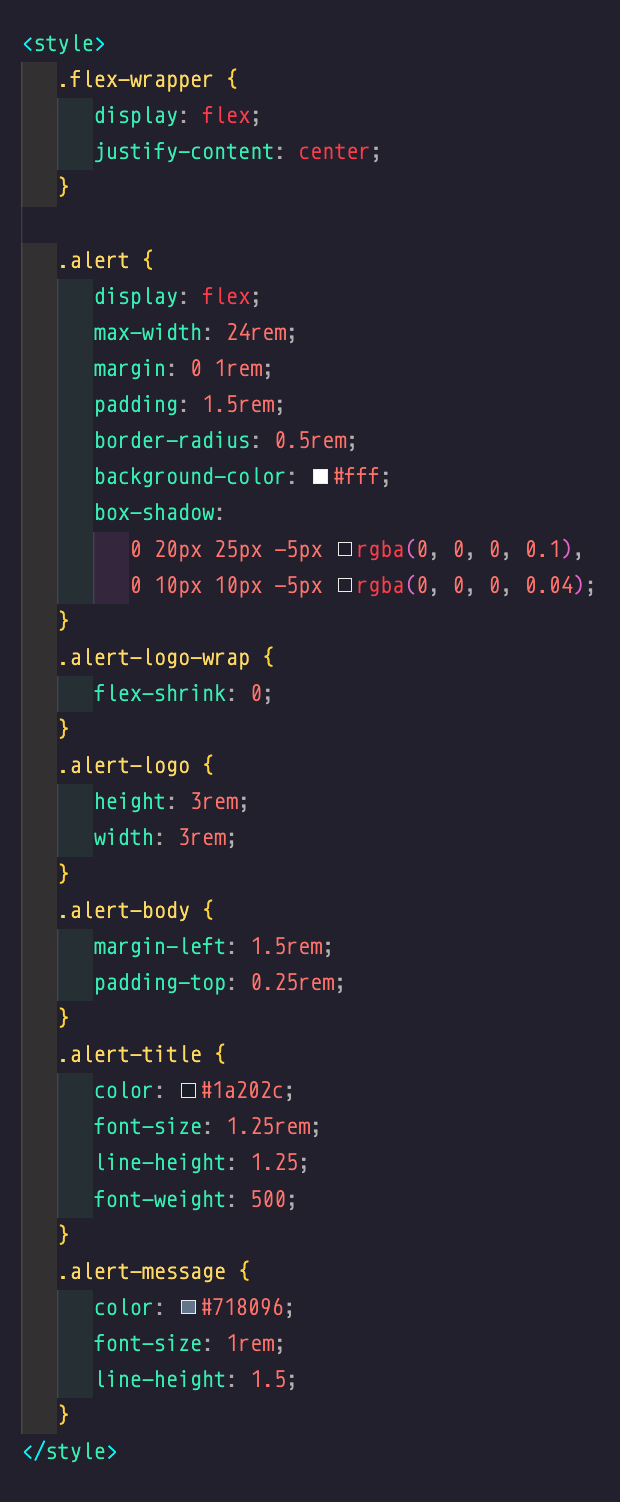 <style>
.flex-wrapper {
display: flex;
justify-content: center;
}
.alert {
display: flex;
max-width: 24rem;
margin: 0 1rem;
padding: 1.5rem;
border-radius: 0.5rem;
background-color: #fff;
box-shadow:
0 20px 25px -5px rgba(0, 0, 0, 0.1),
0 10px 10px -5px rgba(0, 0, 0, 0.04);
}
.alert-logo-wrap {
flex-shrink: 0;
}
.alert-logo {
height: 3rem;
width: 3rem;
}
.alert-body {
margin-left: 1.5rem;
padding-top: 0.25rem;
}
.alert-title {
color: #1a202c;
font-size: 1.25rem;
line-height: 1.25;
font-weight: 500;
}
.alert-message {
color: #718096;
font-size: 1rem;
line-height: 1.5;
}
</style>